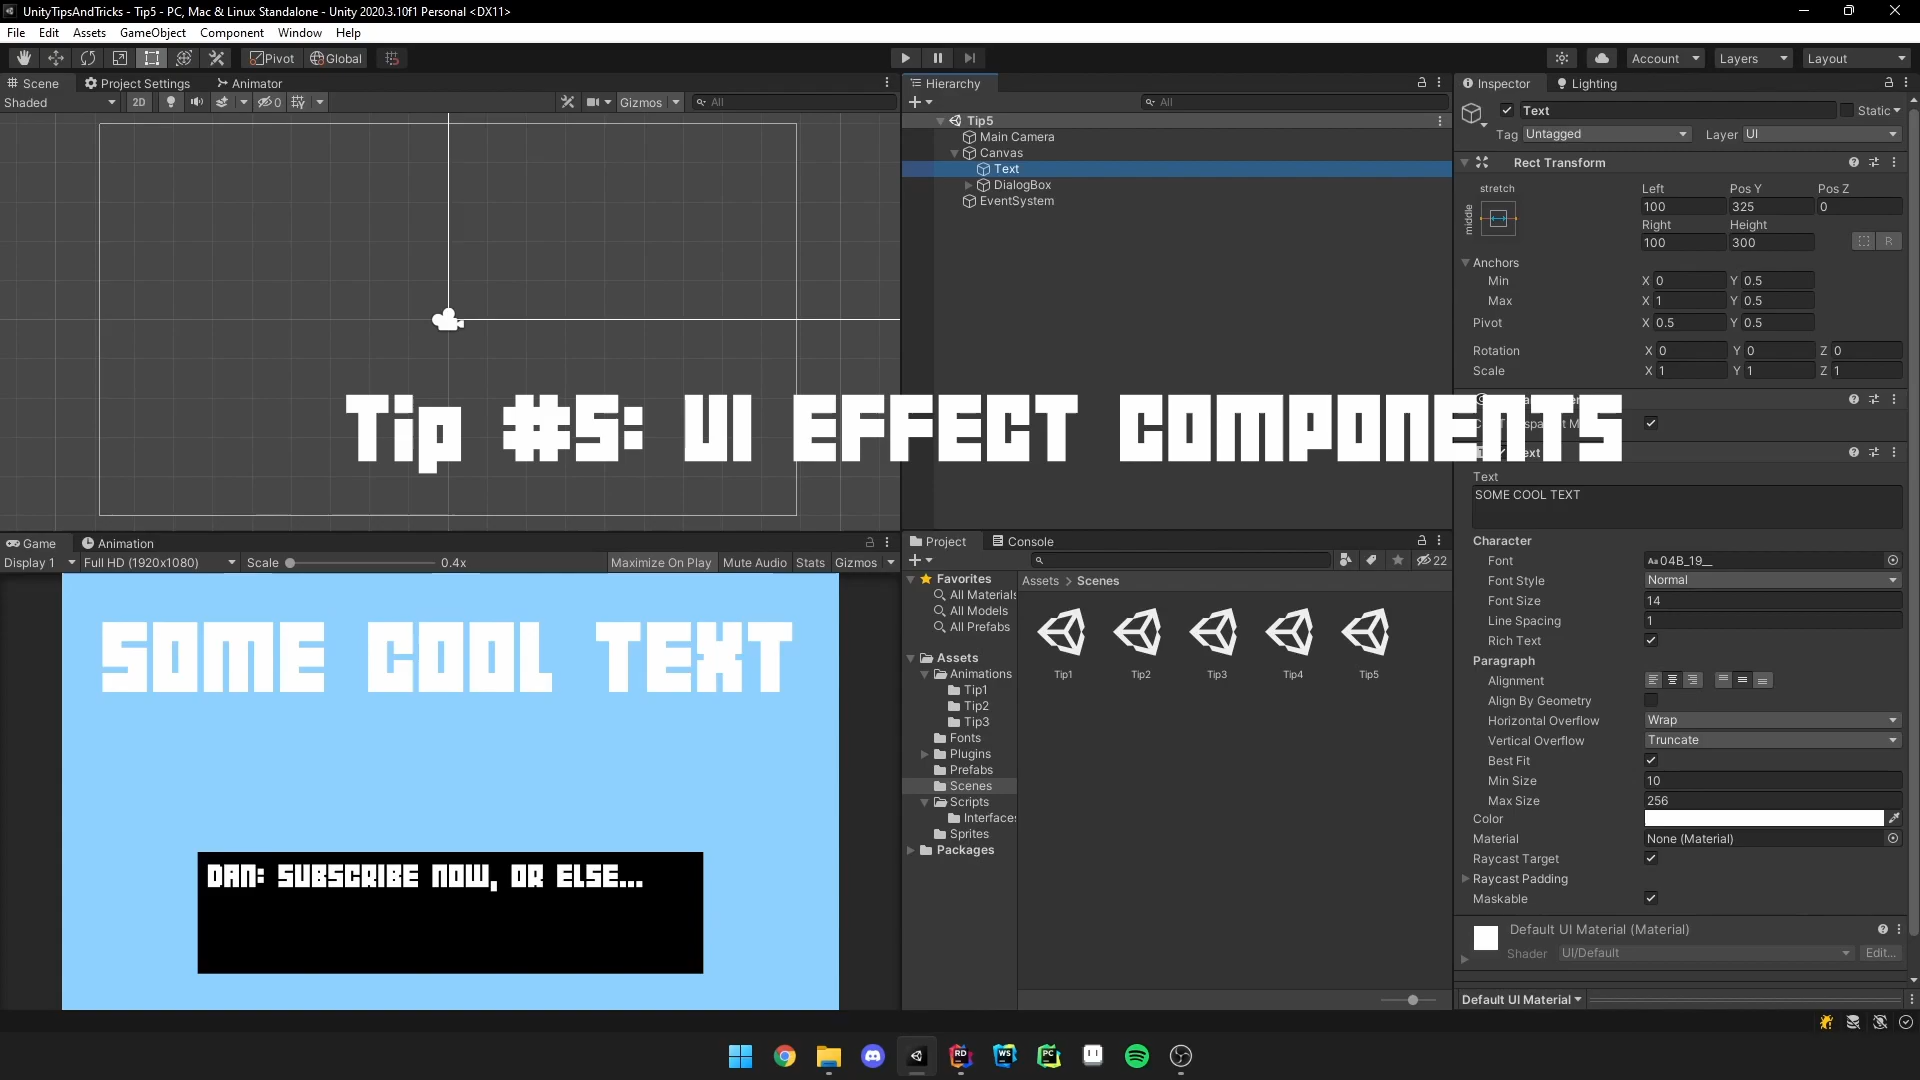 UnityTipsAndTricks - Tip5 - PC, Mac & Linux Standalone - Unity 2020.3.10f1 Personal <DX11>
File Edit Assets GameObject Component Window Help
Pivot Global Account Layers Layout
Scene Project Settings Animator
Shaded 2D 0 Gizmos All
Hierarchy
All
Tip5
Main Camera
Canvas
Text
DialogBox
EventSystem
Inspector Lighting
Text Static
Tag Untagged Layer UI
Rect Transform
stretch
middle
Left Pos Y Pos Z
100 325 0
Right Height
100 300 R
Anchors
Min X 0 Y 0.5
Max X 1 Y 0.5
Pivot X 0.5 Y 0.5
Rotation X 0 Y 0 Z 0
Scale X 1 Y 1 Z 1
Tip #5: UI EFFECT COMPONENTS
Text
SOME COOL TEXT
Character
Font Aa 04B_19__
Font Style Normal
Font Size 14
Line Spacing 1
Rich Text
Paragraph
Alignment
Align By Geometry
Horizontal Overflow Wrap
Vertical Overflow Truncate
Best Fit
Min Size 10
Max Size 256
Color
Material None (Material)
Raycast Target
Raycast Padding
Maskable
Default UI Material (Material)
Shader UI/Default Edit...
Default UI Material
Game Animation
Display 1 Full HD (1920x1080) Scale 0.4x Maximize On Play Mute Audio Stats Gizmos
SOME COOL TEXT
DAN: SUBSCRIBE NOW, OR ELSE...
Project Console
22
Favorites
All Materials
All Models
All Prefabs
Assets
Animations
Tip1
Tip2
Tip3
Fonts
Plugins
Prefabs
Scenes
Scripts
Interfaces
Sprites
Packages
Assets > Scenes
Tip1 Tip2 Tip3 Tip4 Tip5
RD WS PC